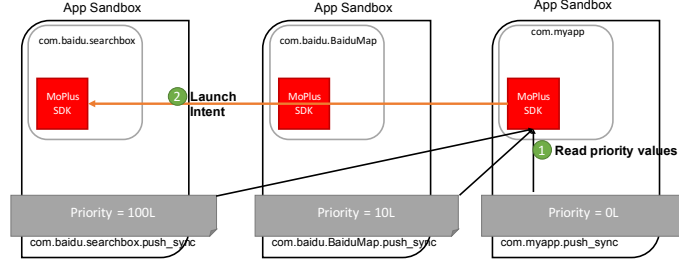 App Sandbox
App Sandbox
App Sandbox
com.baidu.searchbox
com.baidu.BaiduMap
com.myapp
MoPlus
SDK
2 Launch
Intent
MoPlus
SDK
MoPlus
SDK
1 Read priority values
Priority = 100L
Priority = 10L
Priority = 0L
com.baidu.searchbox.push_sync
com.baidu.BaiduMap.push_sync
com.myapp.push_sync